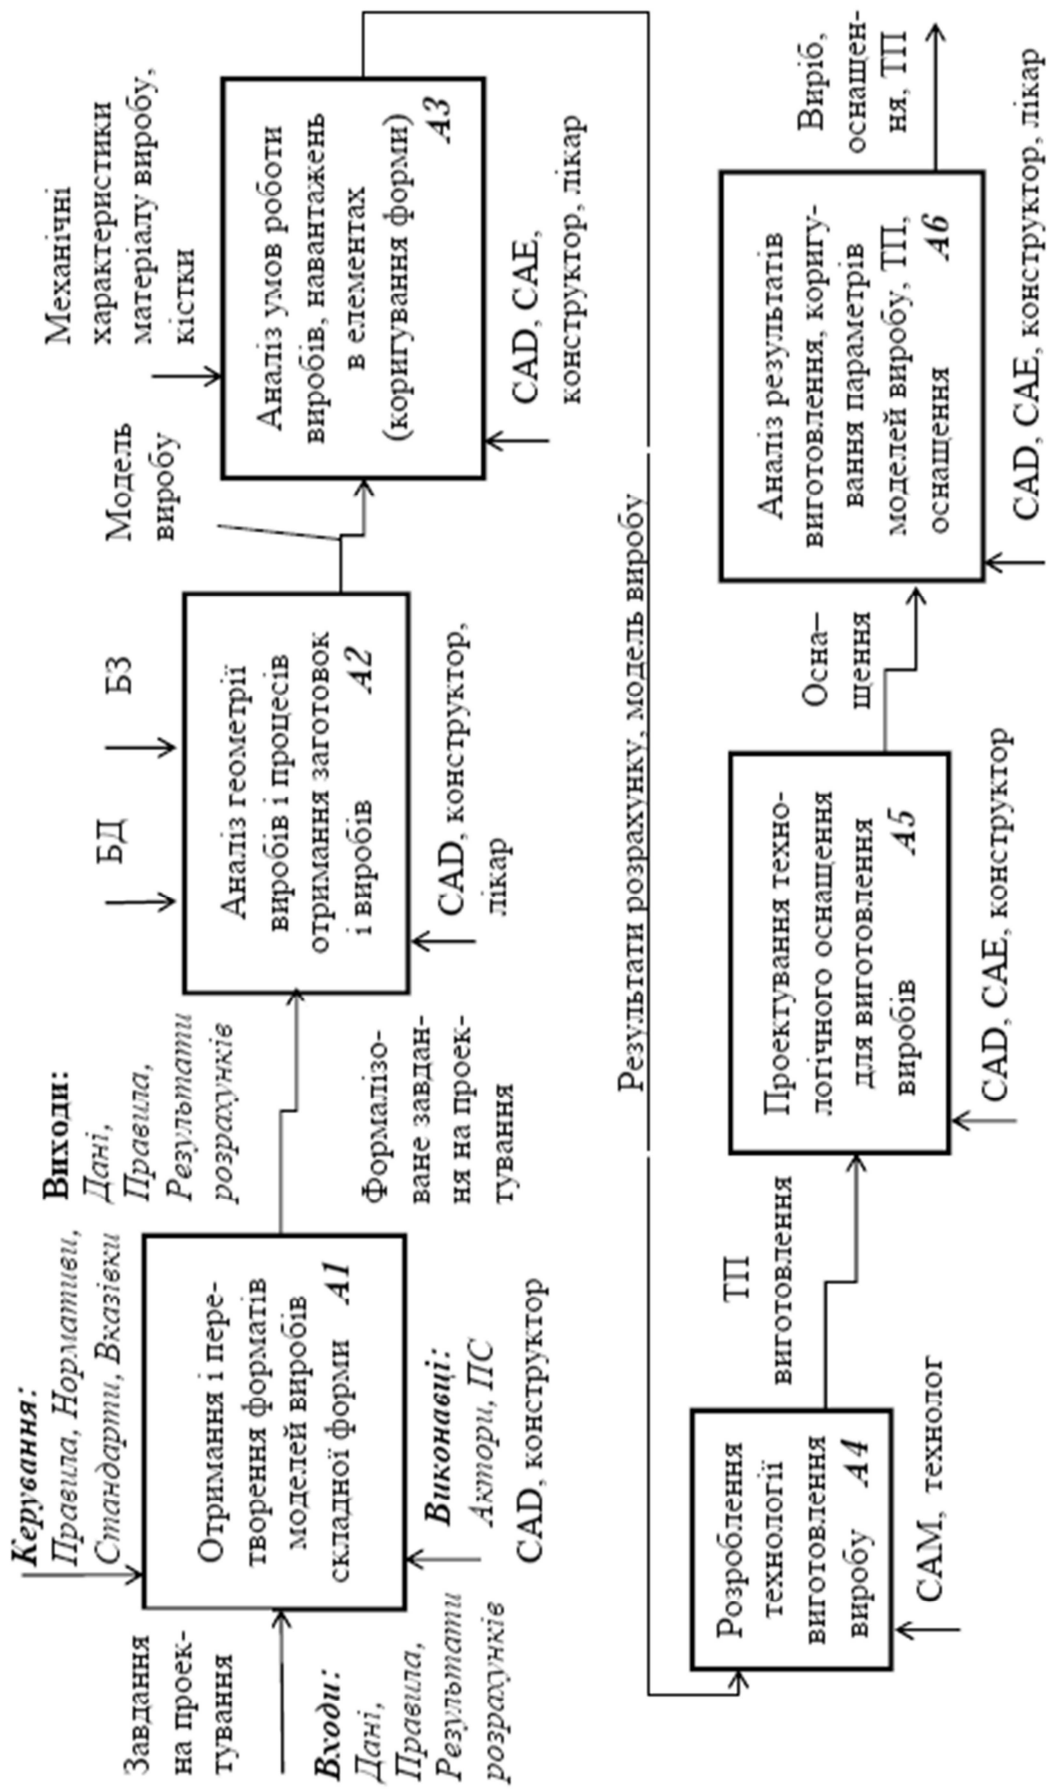 Керування:
Правила, Нормативи,
Стандарти, Вказівки
Завдання
на проек-
тування
Входи:
Дані,
Правила,
Результати
розрахунків
Отримання і пере-
творення форматів
моделей виробів
складної форми A1
Виконавці:
Актори, ПС
CAD, конструктор
Виходи:
Дані,
Правила,
Результати
розрахунків
Формалізо-
ване завдан-
ня на проек-
тування
БД
БЗ
Аналіз геометрії
виробів і процесів
отримання заготовок
і виробів A2
CAD, конструктор,
лікар
Модель
виробу
Механічні
характеристики
матеріалу виробу,
кістки
Аналіз умов роботи
виробів, навантажень
в елементах
(коригування форми)
A3
CAD, CAE,
конструктор, лікар
Результати розрахунку, модель виробу
Розроблення
технології
виготовлення
виробу A4
CAM, технолог
ТП
виготовлення
Проектування техно-
логічного оснащення
для виготовлення
виробів A5
CAD, CAE, конструктор
Осна–
щення
Аналіз результатів
виготовлення, коригу-
вання параметрів
моделей виробу, ТП,
оснащення A6
CAD, CAE, конструктор, лікар
Виріб,
оснащен-
ня, ТП